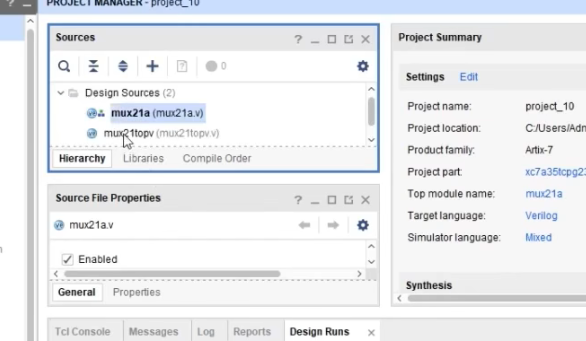 PROJECT MANAGER - project_10
Sources
? _
0
Design Sources (2)
mux21a (mux21a.v)
mux21topv (mux21topv.v)
Hierarchy Libraries Compile Order
Source File Properties
? _
mux21a.v
Enabled
General Properties
Tcl Console Messages Log Reports Design Runs
Project Summary
Settings Edit
Project name: project_10
Project location: C:/Users/Adm
Product family: Artix-7
Project part: xc7a35tcpg23
Top module name: mux21a
Target language: Verilog
Simulator language: Mixed
Synthesis